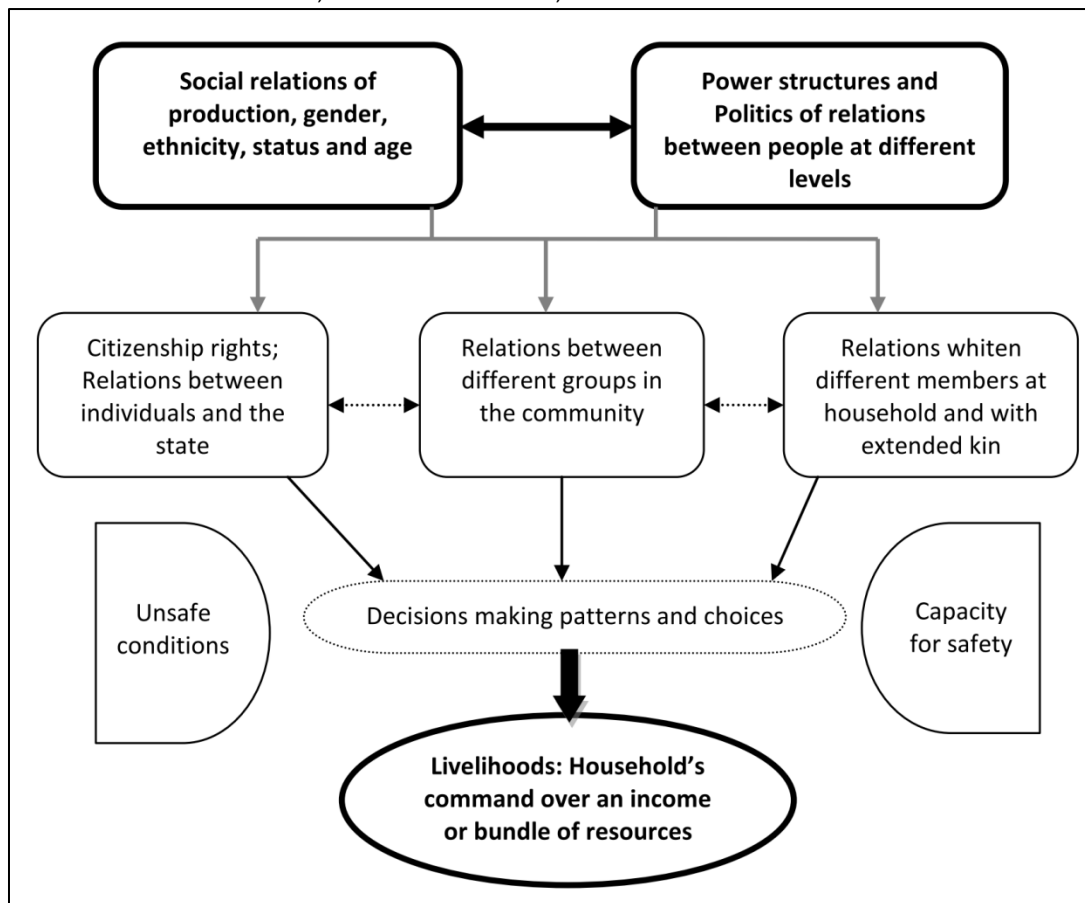 Social relations of
production, gender,
ethnicity, status and age
Power structures and
Politics of relations
between people at different
levels
Citizenship rights;
Relations between
individuals and the
state
Relations between
different groups in
the community
Relations whiten
different members at
household and with
extended kin
Unsafe
conditions
Decisions making patterns and choices
Capacity
for safety
Livelihoods: Household’s
command over an income
or bundle of resources